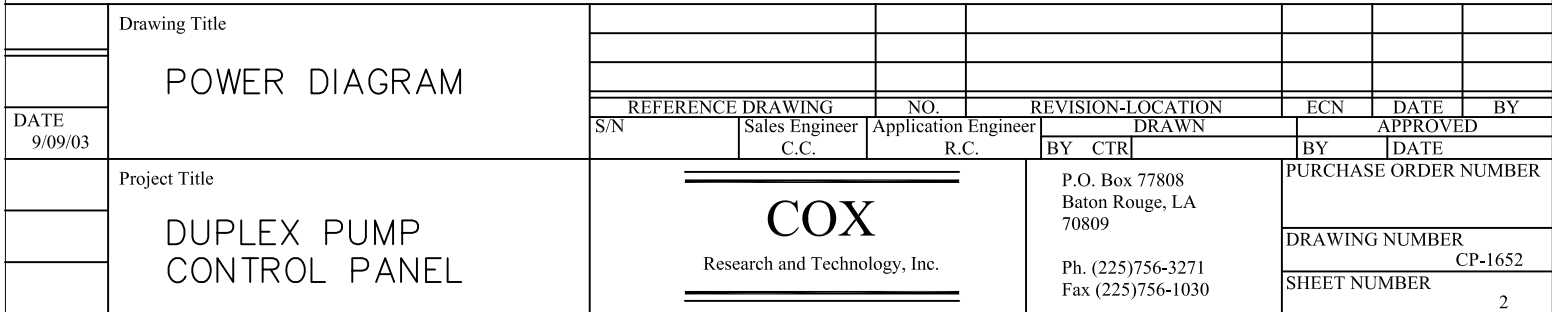 Drawing Title
POWER DIAGRAM
REFERENCE DRAWING NO. REVISION-LOCATION ECN DATE BY
DATE
9/09/03
S/N Sales Engineer Application Engineer DRAWN APPROVED
C.C. R.C. BY CTR BY DATE
Project Title
DUPLEX PUMP
CONTROL PANEL
COX
Research and Technology, Inc.
P.O. Box 77808
Baton Rouge, LA
70809
Ph. (225)756-3271
Fax (225)756-1030
PURCHASE ORDER NUMBER
DRAWING NUMBER
CP-1652
SHEET NUMBER
2